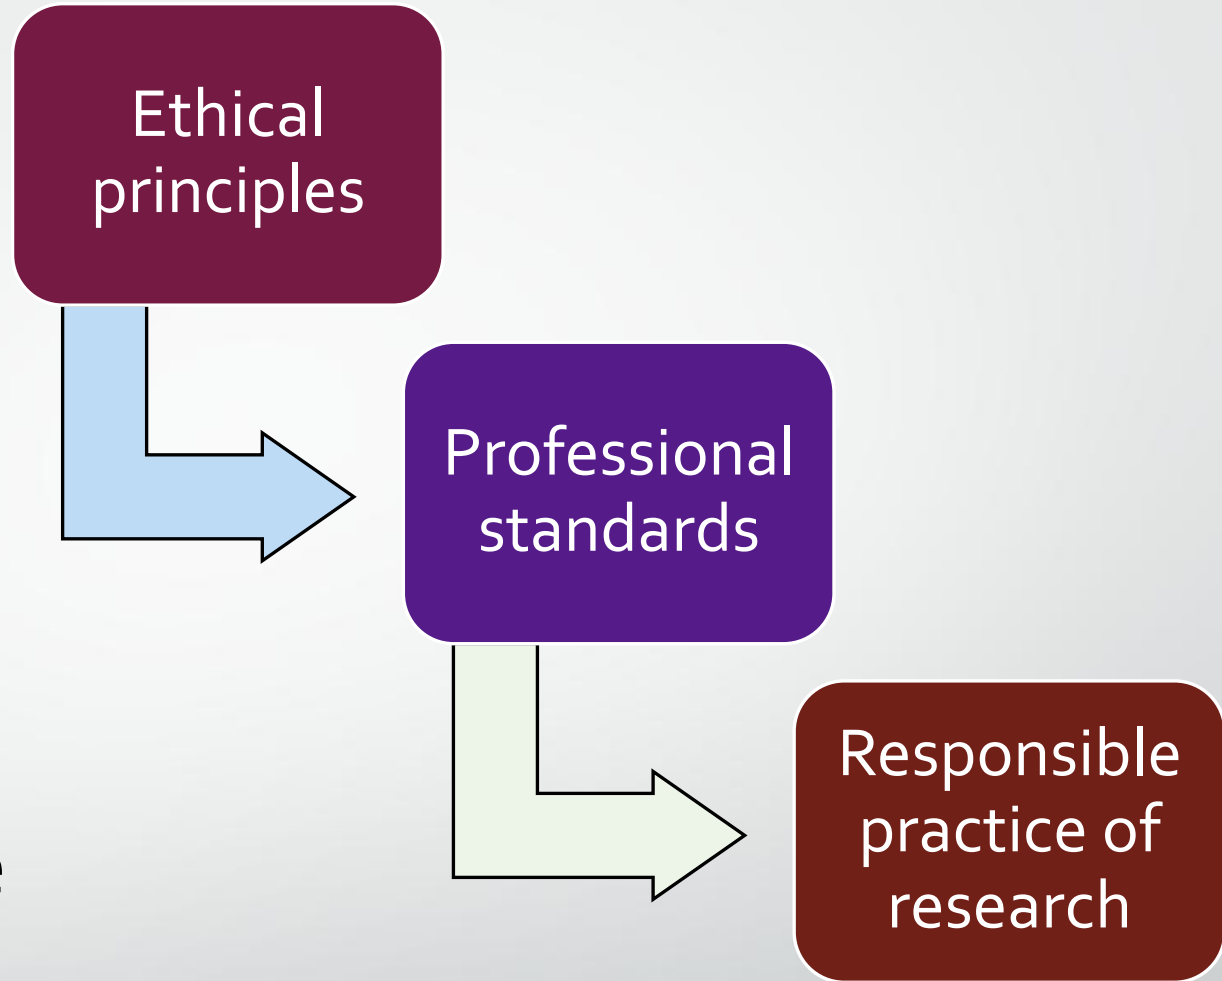 Ethical
principles
Professional
standards
Responsible
practice of
research